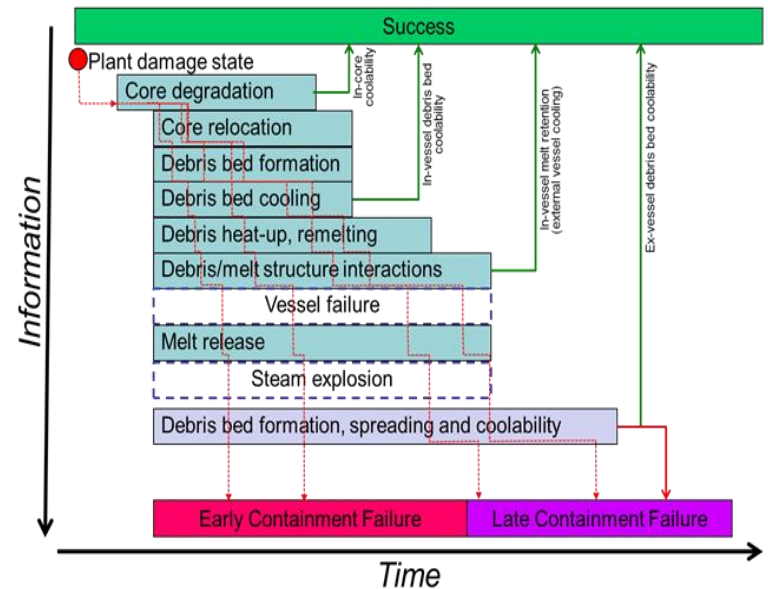 Success
Plant damage state
Core degradation
In-core
coolability
Core relocation
Debris bed formation
In-vessel debris bed
coolability
Debris bed cooling
In-vessel melt retention
(external vessel cooling)
Ex-vessel debris bed coolability
Debris heat-up, remelting
Debris/melt structure interactions
Vessel failure
Melt release
Steam explosion
Debris bed formation, spreading and coolability
Early Containment Failure
Late Containment Failure
Information
Time